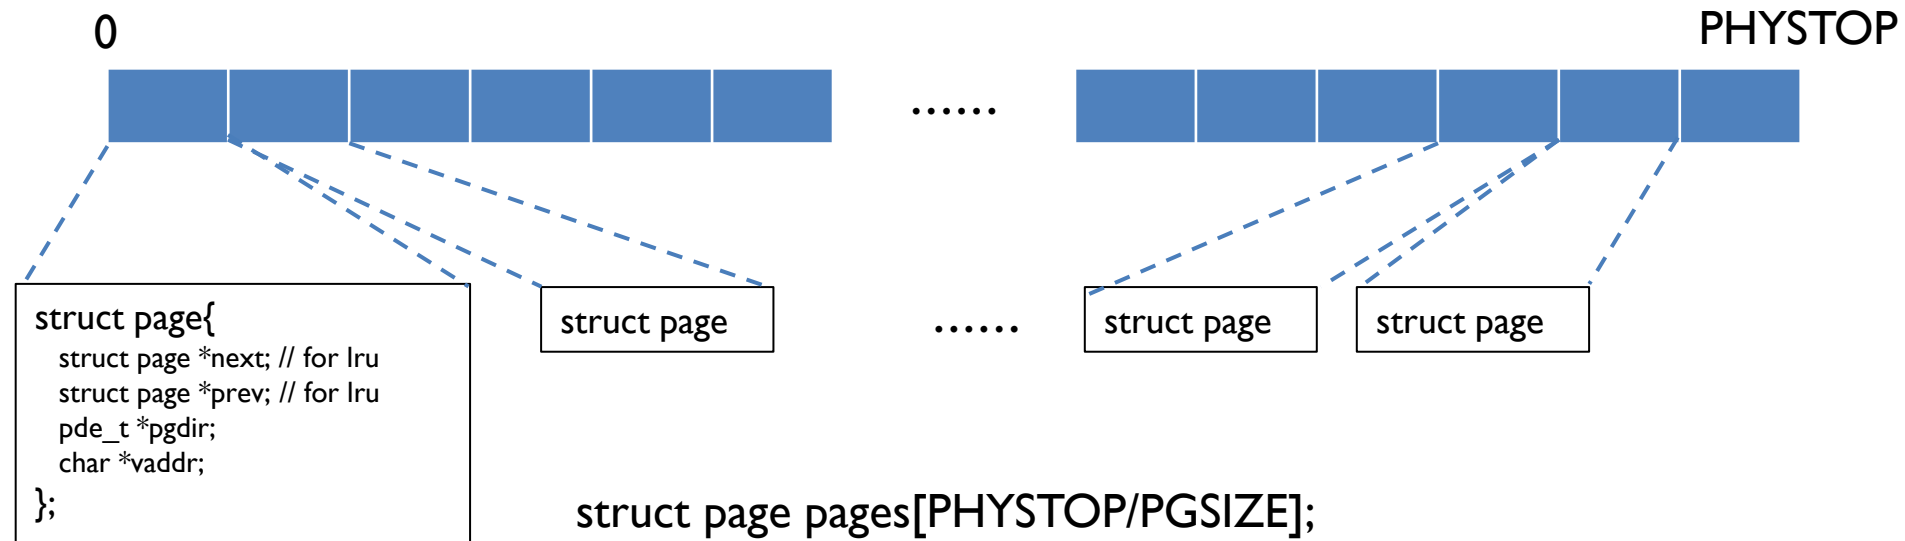 0
PHYSTOP
......
struct page{
struct page *next; // for lru
struct page *prev; // for lru
pde_t *pgdir;
char *vaddr;
};
struct page
......
struct page
struct page
struct page pages[PHYSTOP/PGSIZE];